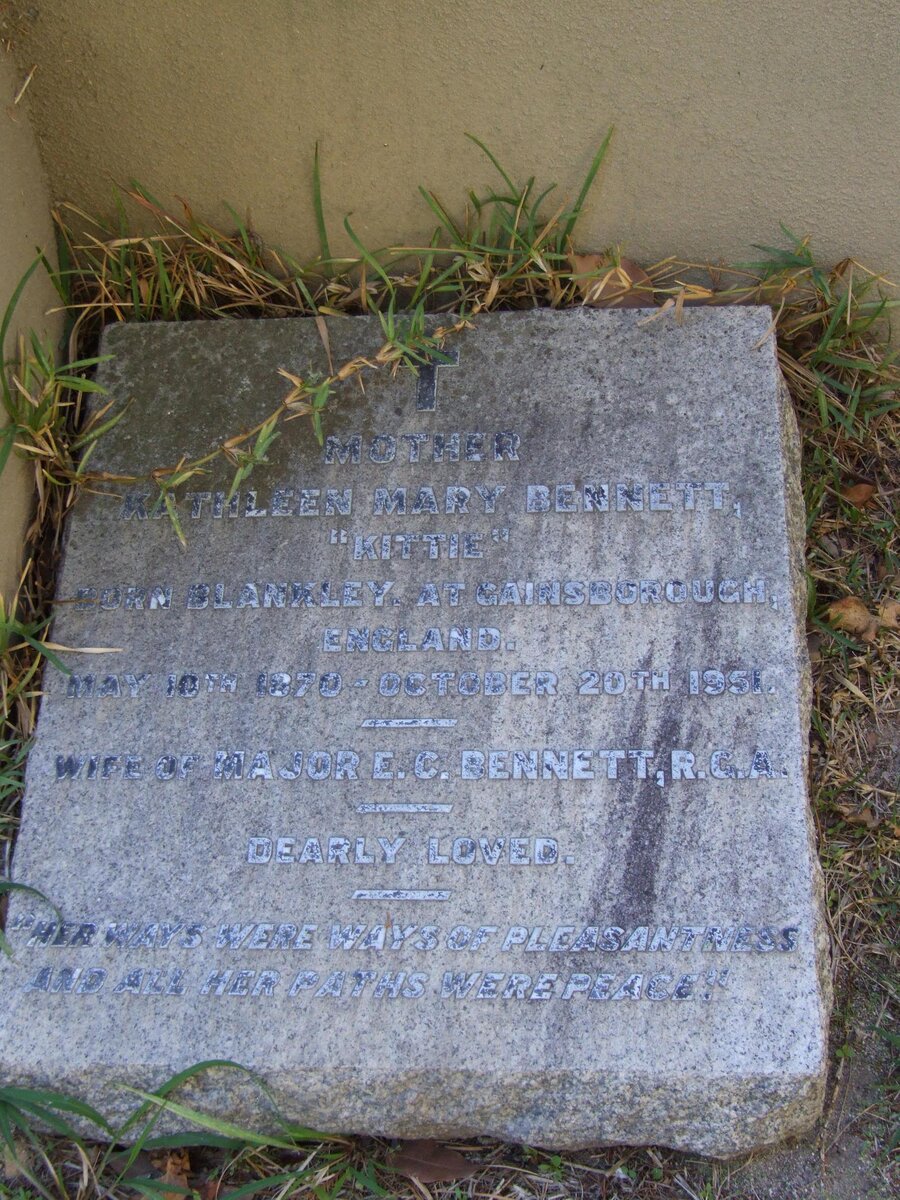 MOTHER
KATHLEEN MARY BENNETT,
"KITTIE"
BORN BLANKLEY. AT GAINSBOROUGH,
ENGLAND.
MAY 10TH 1870 - OCTOBER 20TH 1951.
WIFE OF MAJOR E. C. BENNETT, R.G.A.
DEARLY LOVED.
"HER WAYS WERE WAYS OF PLEASANTNESS
AND ALL HER PATHS WERE PEACE."